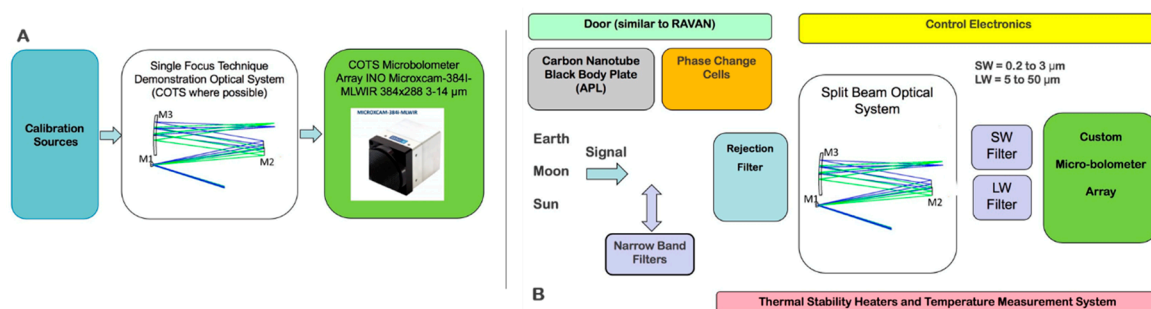 A
Calibration
Sources
Single Focus Technique
Demonstration Optical System
(COTS where possible)
M3
M1
M2
COTS Microbolometer
Array INO Microxcam-384I-
MLWIR 384x288 3-14 µm
MICROXCAM-384I-MLWIR
Door (similar to RAVAN)
Control Electronics
Carbon Nanotube
Black Body Plate
(APL)
Phase Change
Cells
SW = 0.2 to 3 µm
LW = 5 to 50 µm
Earth
Moon
Sun
Signal
Narrow Band
Filters
Rejection
Filter
Split Beam Optical
System
M3
M1
M2
SW
Filter
LW
Filter
Custom
Micro-bolometer
Array
B
Thermal Stability Heaters and Temperature Measurement System